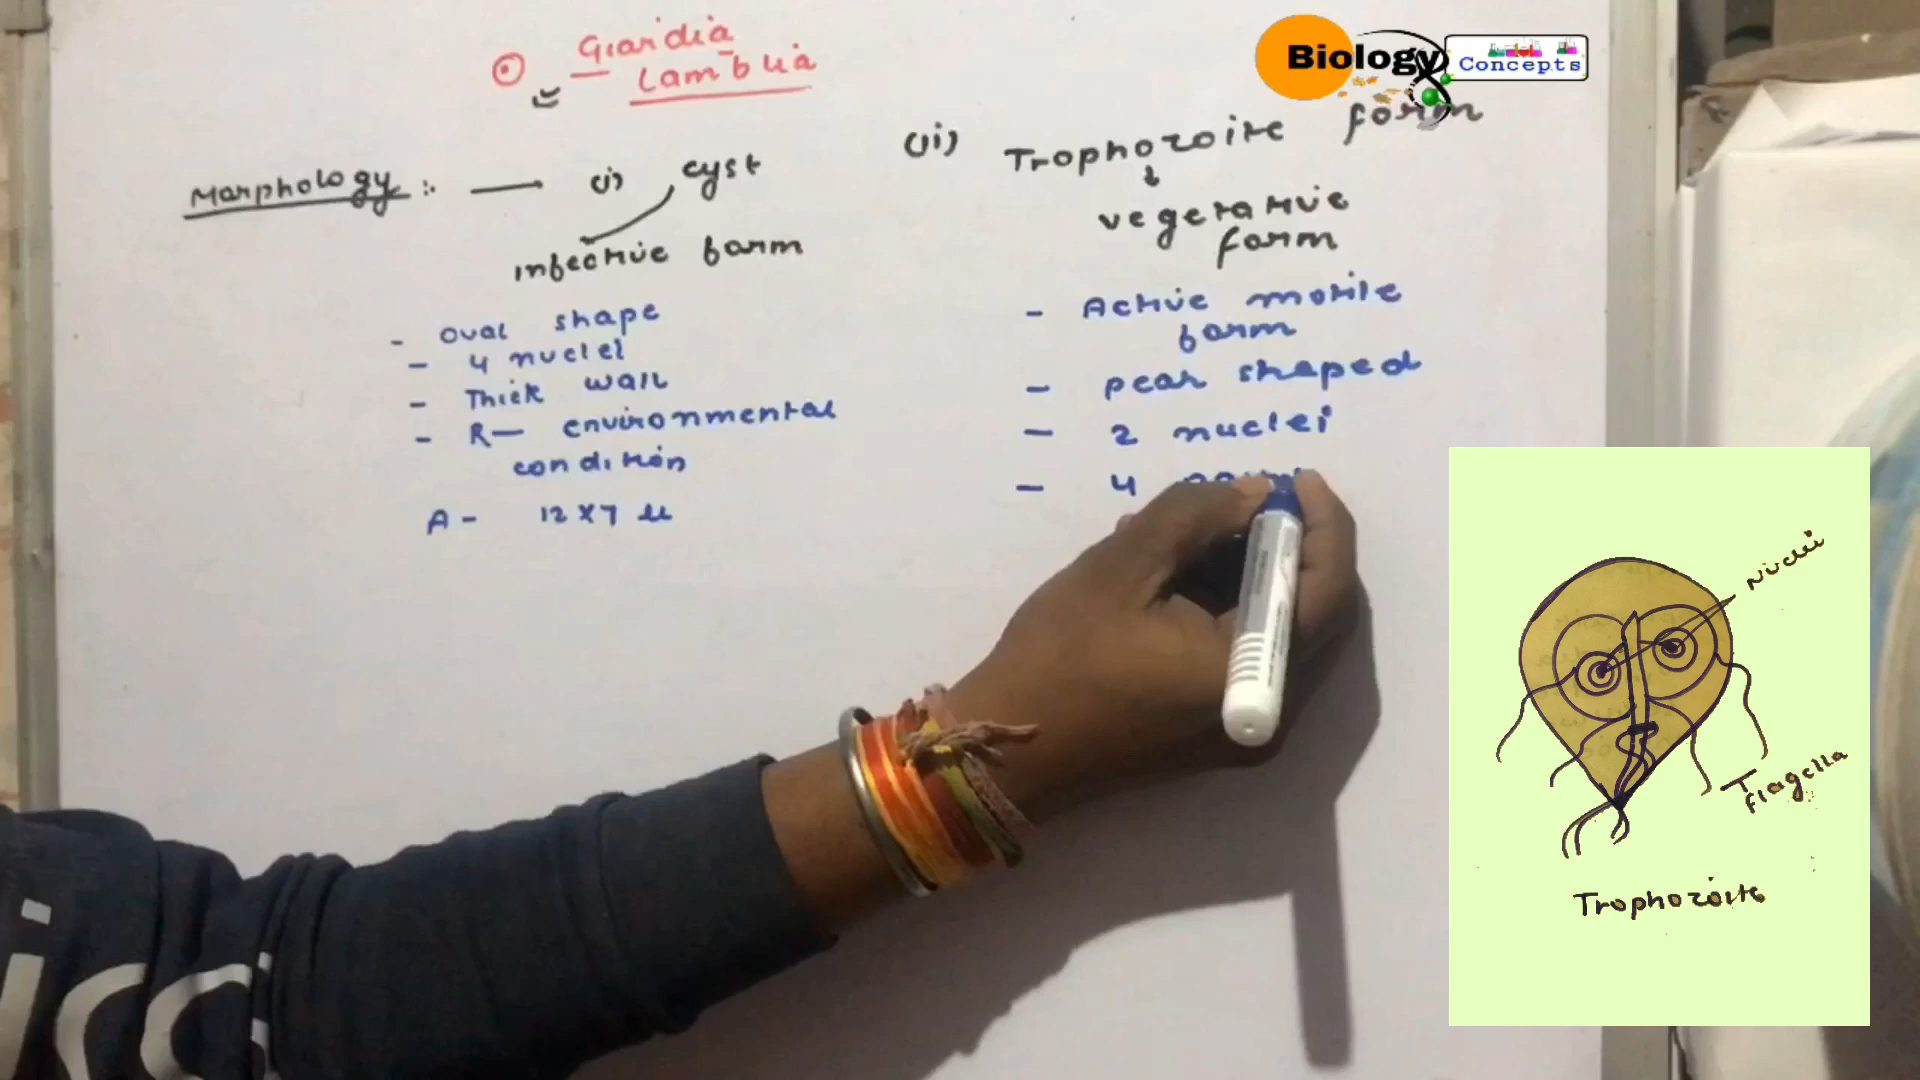 Giardia
Lamblia
Morphology :- — (i) cyst
infective form
- oval shape
- 4 nuclei
- Thick wall
- R— environmental
condition
A - 12 x 7 µ
(ii) Trophozoite form
vegetative
form
- Active motile
form
- pear shaped
- 2 nuclei
- 4
Biology
Concepts
Nuclei
Flagella
Trophozoite